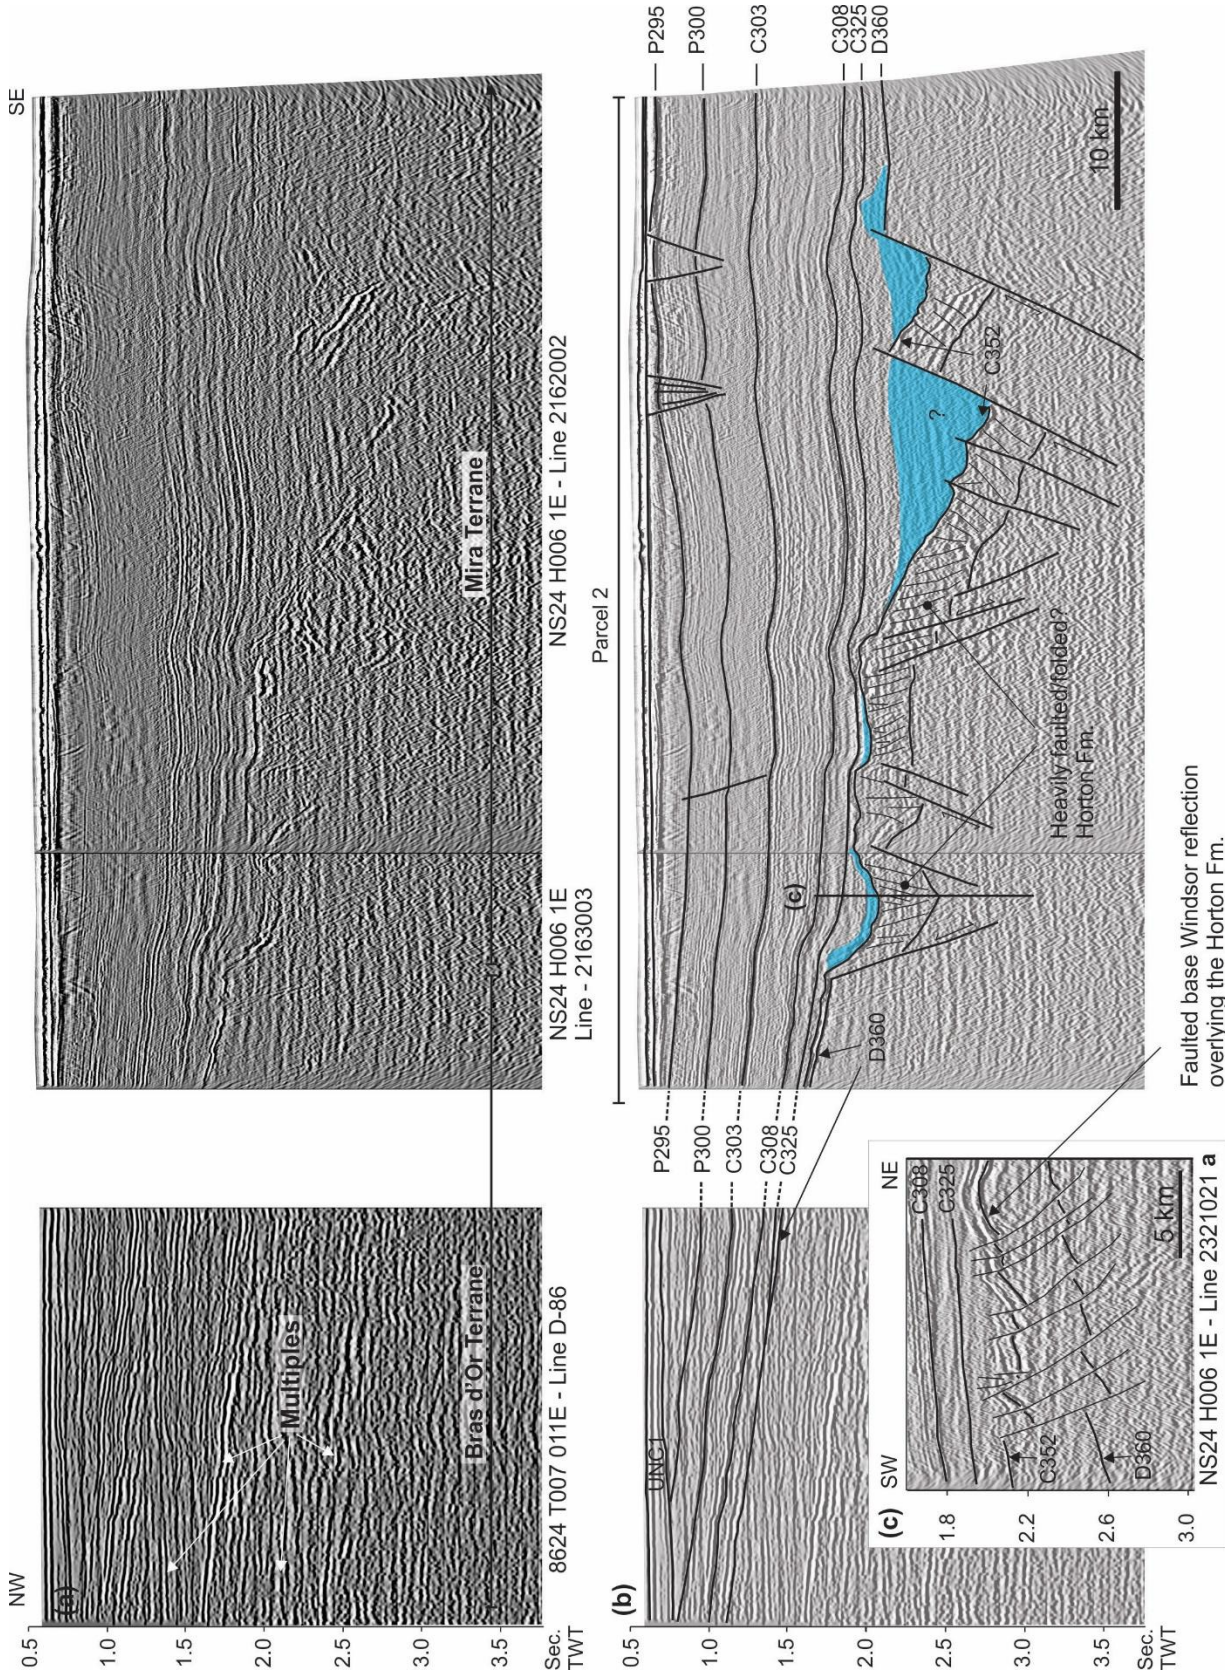 NW
SE
(a)
0.5
1.0
1.5
2.0
2.5
3.0
3.5
Sec.
TWT
Multiples
Bras d'Or Terrane
Mira Terrane
8624 T007 011E - Line D-86
NS24 H006 1E
Line - 2163003
NS24 H006 1E - Line 2162002
Parcel 2
(b)
0.5
1.0
1.5
2.0
2.5
3.0
3.5
Sec.
TWT
UNC1
P295
P300
C303
C308
C325
D360
(c)
?
C352
Heavily faulted/folded?
Horton Fm.
P295
P300
C303
C308
C325
D360
10 km
Faulted base Windsor reflection
overlying the Horton Fm.
(c)
SW
NE
1.8
2.2
2.6
3.0
C308
C325
C352
D360
5 km
NS24 H006 1E - Line 2321021 a